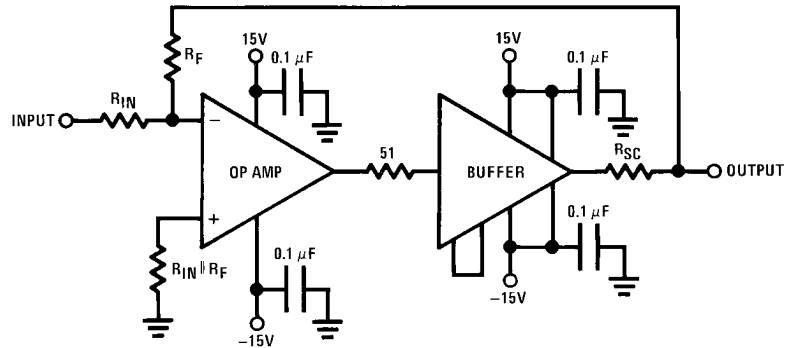 15V
15V
R_F
0.1 μF
0.1 μF
R_IN
INPUT
−
51
R_SC
OP AMP
BUFFER
OUTPUT
+
0.1 μF
0.1 μF
R_IN ∥ R_F
−15V
−15V